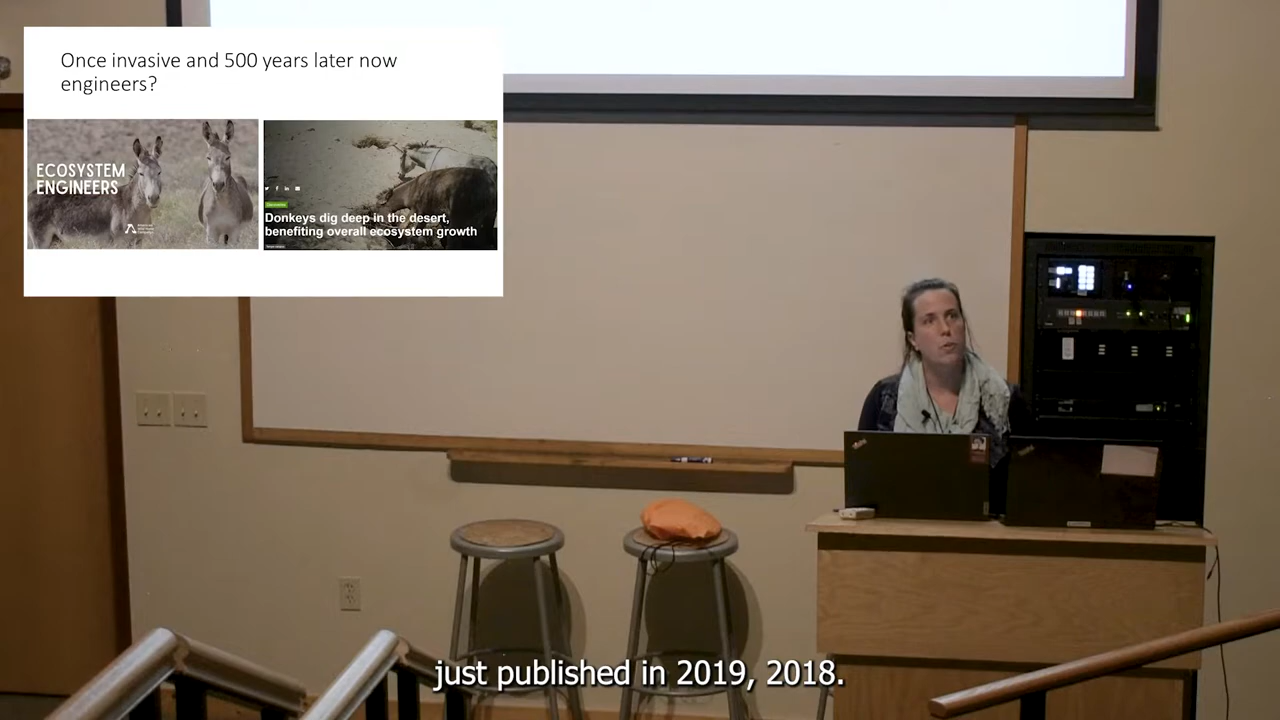 Once invasive and 500 years later now
engineers?
ECOSYSTEM
ENGINEERS
Donkeys dig deep in the desert,
benefiting overall ecosystem growth
just published in 2019, 2018.